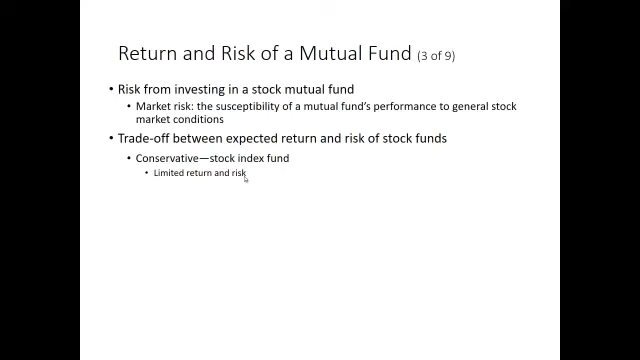 Return and Risk of a Mutual Fund (3 of 9)
• Risk from investing in a stock mutual fund
• Market risk: the susceptibility of a mutual fund's performance to general stock
market conditions
• Trade-off between expected return and risk of stock funds
• Conservative—stock index fund
• Limited return and risk